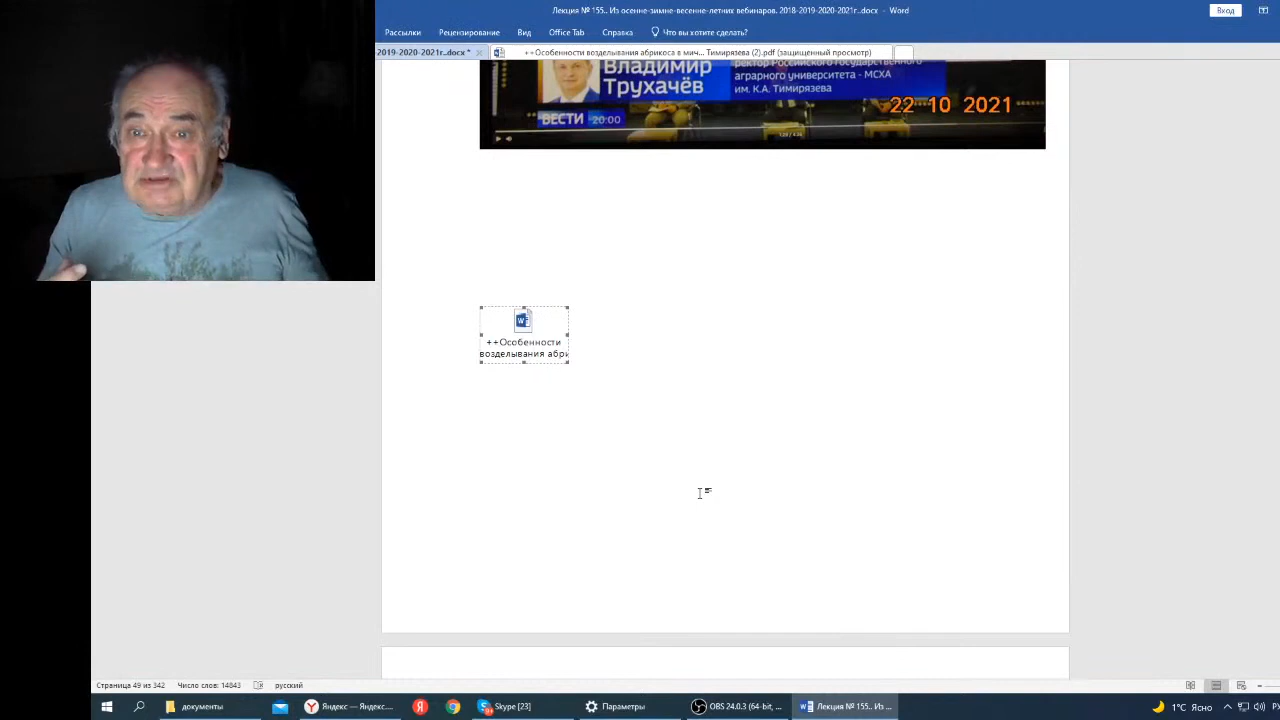 Лекция № 155.. Из осенне-зимне-весенне-летних вебинаров. 2018-2019-2020-2021г..docx - Word
Вход
Рассылки Рецензирование Вид Office Tab Справка Что вы хотите сделать?
2019-2020-2021г..docx *
++Особенности возделывания абрикоса в мич... Тимирязева (2).pdf (защищенный просмотр)
Владимир
Трухачёв
ректор Российского государственного
аграрного университета - МСХА
им. К.А. Тимирязева
22 10 2021
ВЕСТИ 20:00
++Особенности
возделывания абри
Страница 49 из 342 Число слов: 14843 русский
документы
Яндекс — Яндекс....
Skype [23]
Параметры
OBS 24.0.3 (64-bit, ...
Лекция № 155.. Из ...
1°C Ясно